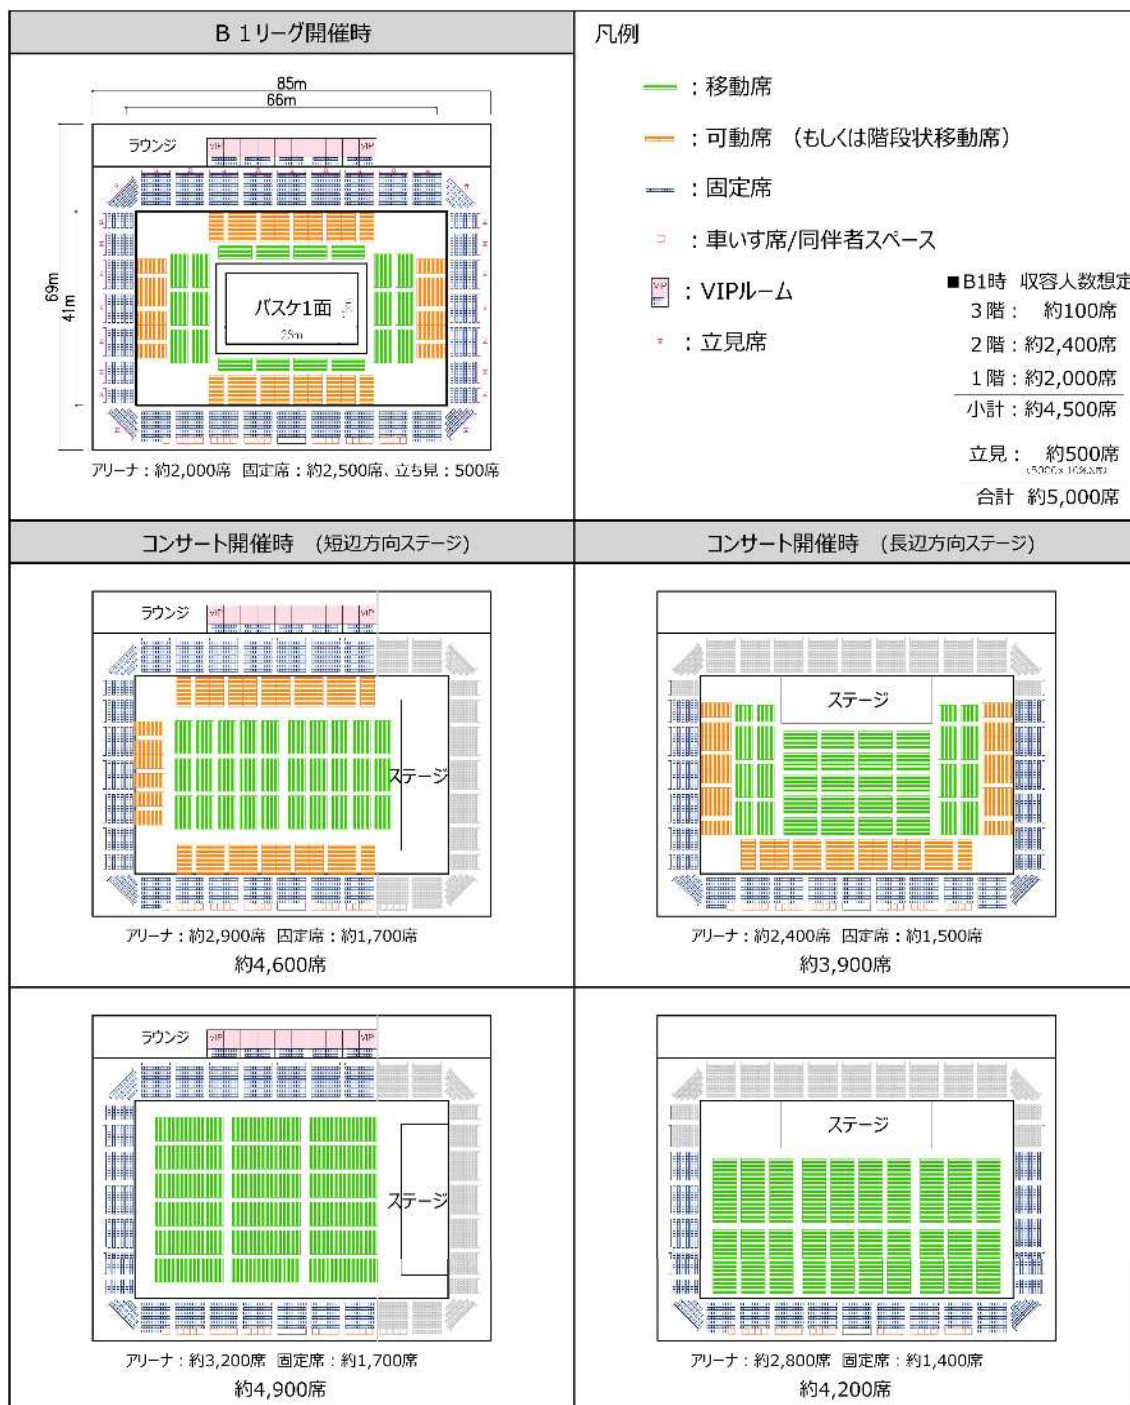 B 1リーグ開催時
85m
66m
ラウンジ
VIP
VIP
69m
41m
バスケ1面
アリーナ:約2,000席 固定席:約2,500席、立ち見:500席
凡例
:移動席
:可動席 (もしくは階段状移動席)
:固定席
:車いす席/同伴者スペース
VIP
:VIPルーム
:立見席
■B1時 収容人数想定
3階: 約100席
2階:約2,400席
1階:約2,000席
小計:約4,500席
立見: 約500席
合計 約5,000席
コンサート開催時 (短辺方向ステージ)
ラウンジ
VIP
VIP
ステージ
アリーナ:約2,900席 固定席:約1,700席
約4,600席
コンサート開催時 (長辺方向ステージ)
ステージ
アリーナ:約2,400席 固定席:約1,500席
約3,900席
ラウンジ
VIP
VIP
ステージ
アリーナ:約3,200席 固定席:約1,700席
約4,900席
ステージ
アリーナ:約2,800席 固定席:約1,400席
約4,200席